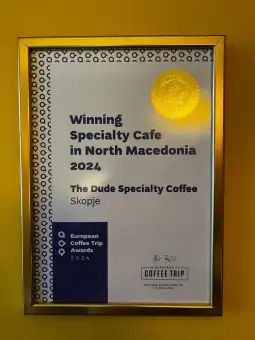 Winning
Specialty Cafe
in North Macedonia
2024
The Dude Specialty Coffee
Skopje
European
Coffee Trip
Awards
2024
EUROPEAN
COFFEE TRIP